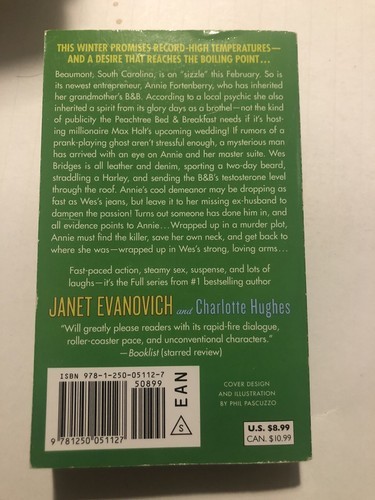 THIS WINTER PROMISES RECORD-HIGH TEMPERATURES—
AND A DESIRE THAT REACHES THE BOILING POINT...
Beaumont, South Carolina, is on "sizzle" this February. So is
its newest entrepreneur, Annie Fortenberry, who has inherited
her grandmother's B&B. According to a local psychic she also
inherited a spirit from its glory days as a brothel—not the kind
of publicity the Peachtree Bed & Breakfast needs if it's host-
ing millionaire Max Holt's upcoming wedding! If rumors of a
prank-playing ghost aren't stressful enough, a mysterious man
has arrived with an eye on Annie and her master suite. Wes
Bridges is all leather and denim, sporting a two-day beard,
straddling a Harley, and sending the B&B's testosterone level
through the roof. Annie's cool demeanor may be dropping as
fast as Wes's jeans, but leave it to her missing ex-husband to
dampen the passion! Turns out someone has done him in, and
all evidence points to Annie...Wrapped up in a murder plot,
Annie must find the killer, save her own neck, and get back to
where she was—wrapped up in Wes's strong, loving arms...
Fast-paced action, steamy sex, suspense, and lots of
laughs—it's the Full series from #1 bestselling author
JANET EVANOVICH and Charlotte Hughes
"Will greatly please readers with its rapid-fire dialogue,
roller-coaster pace, and unconventional characters."
—Booklist (starred review)
ISBN 978-1-250-05112-7
50899
9 781250 051127
S
EAN
COVER DESIGN
AND ILLUSTRATION
BY PHIL PASCUZZO
U.S. $8.99
CAN. $10.99